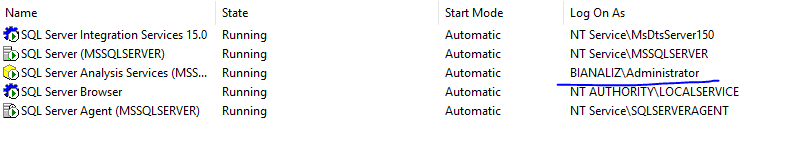 Name State Start Mode Log On As
SQL Server Integration Services 15.0 Running Automatic NT Service\MsDtsServer150
SQL Server (MSSQLSERVER) Running Automatic NT Service\MSSQLSERVER
SQL Server Analysis Services (MSS... Running Automatic BIANALIZ\Administrator
SQL Server Browser Running Automatic NT AUTHORITY\LOCALSERVICE
SQL Server Agent (MSSQLSERVER) Running Automatic NT Service\SQLSERVERAGENT